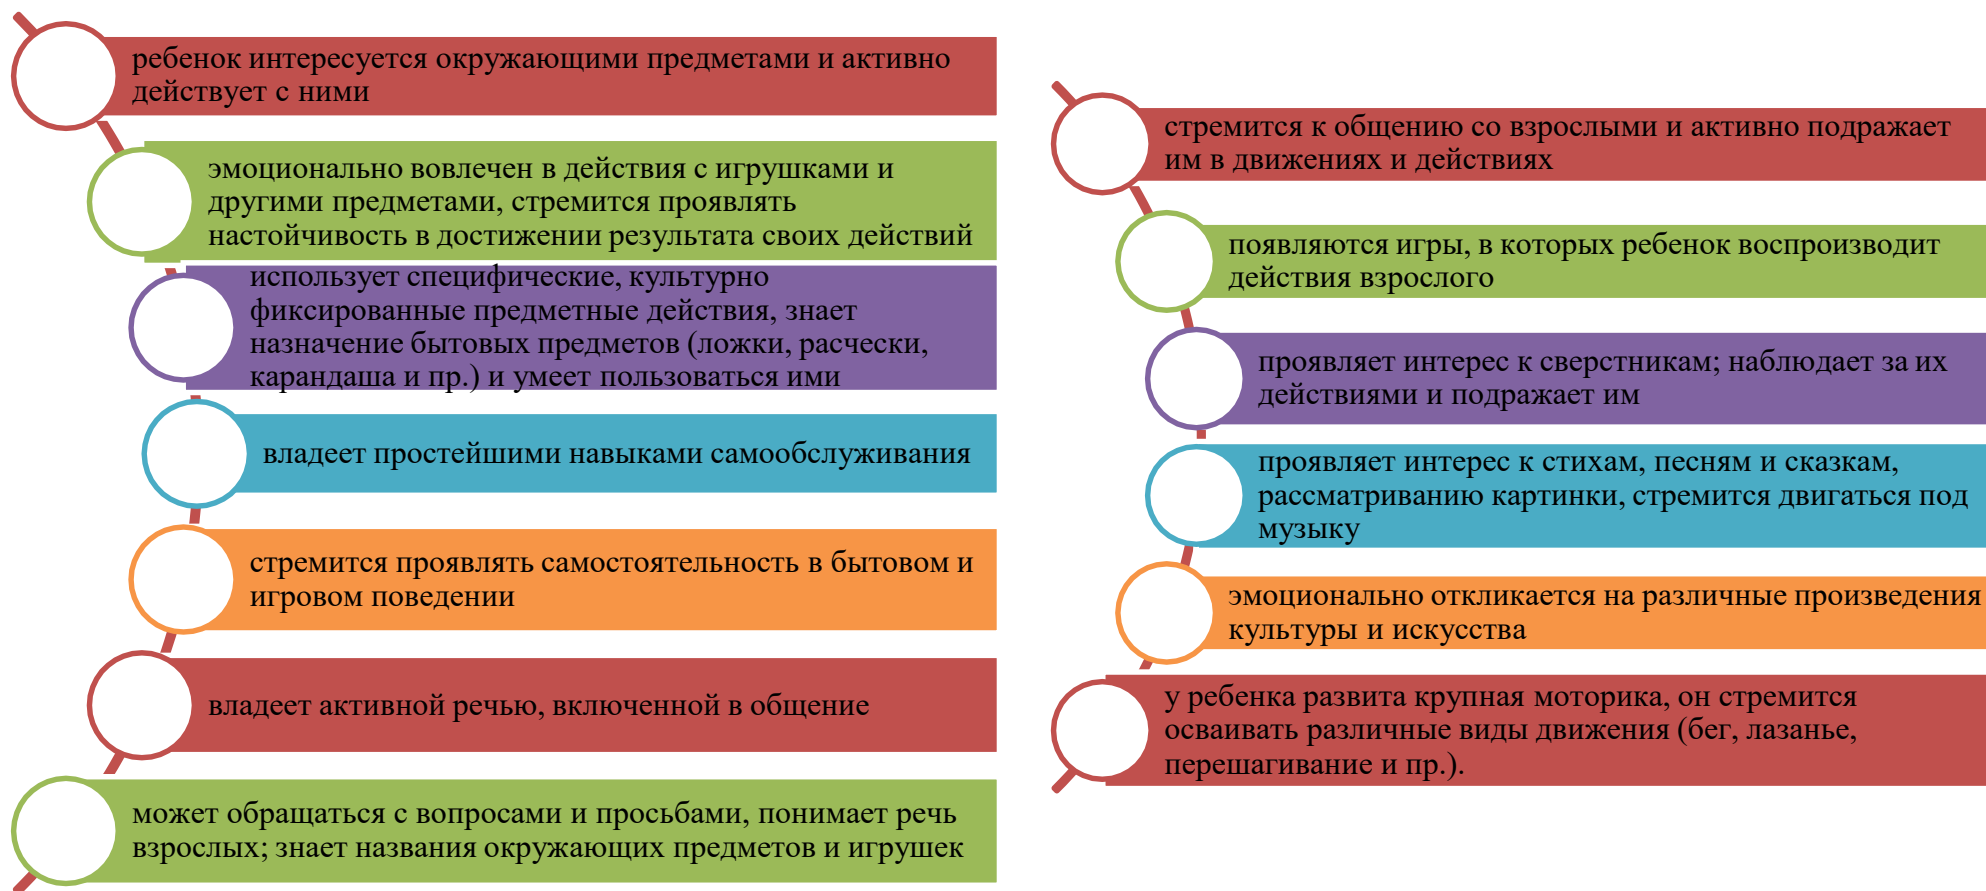 ребенок интересуется окружающими предметами и активно
действует с ними
эмоционально вовлечен в действия с игрушками и
другими предметами, стремится проявлять
настойчивость в достижении результата своих действий
использует специфические, культурно
фиксированные предметные действия, знает
назначение бытовых предметов (ложки, расчески,
карандаша и пр.) и умеет пользоваться ими
владеет простейшими навыками самообслуживания
стремится проявлять самостоятельность в бытовом и
игровом поведении
владеет активной речью, включенной в общение
может обращаться с вопросами и просьбами, понимает речь
взрослых; знает названия окружающих предметов и игрушек
стремится к общению со взрослыми и активно подражает
им в движениях и действиях
появляются игры, в которых ребенок воспроизводит
действия взрослого
проявляет интерес к сверстникам; наблюдает за их
действиями и подражает им
проявляет интерес к стихам, песням и сказкам,
рассматриванию картинки, стремится двигаться под
музыку
эмоционально откликается на различные произведения
культуры и искусства
у ребенка развита крупная моторика, он стремится
осваивать различные виды движения (бег, лазанье,
перешагивание и пр.).